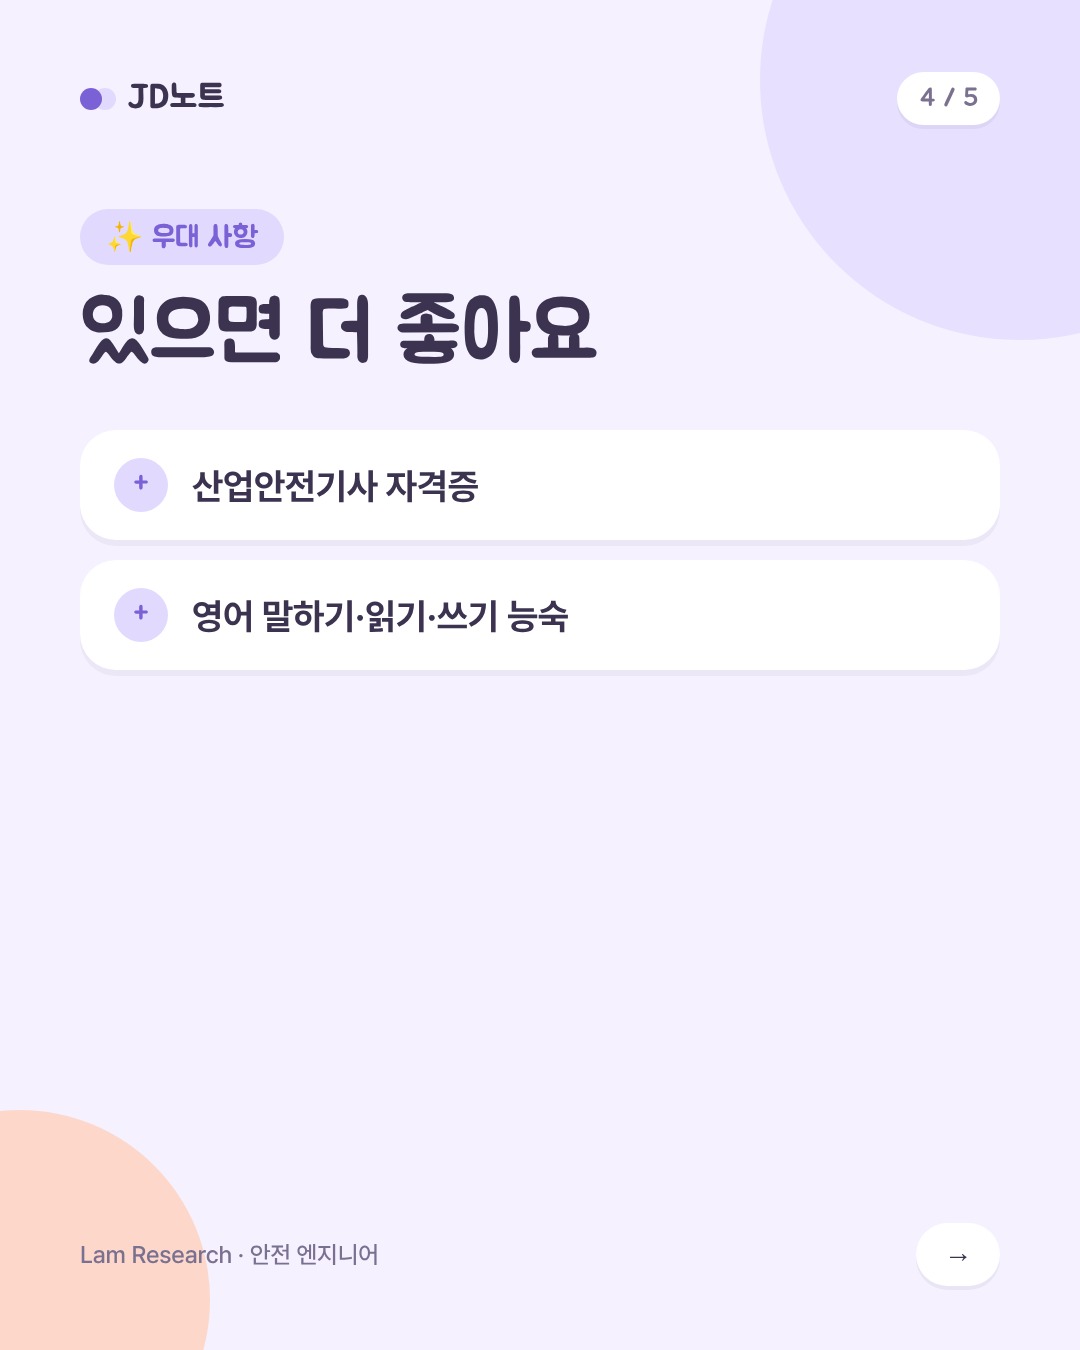 JD노트
4 / 5
✨ 우대 사항
있으면 더 좋아요
+ 산업안전기사 자격증
+ 영어 말하기·읽기·쓰기 능숙
Lam Research · 안전 엔지니어
→